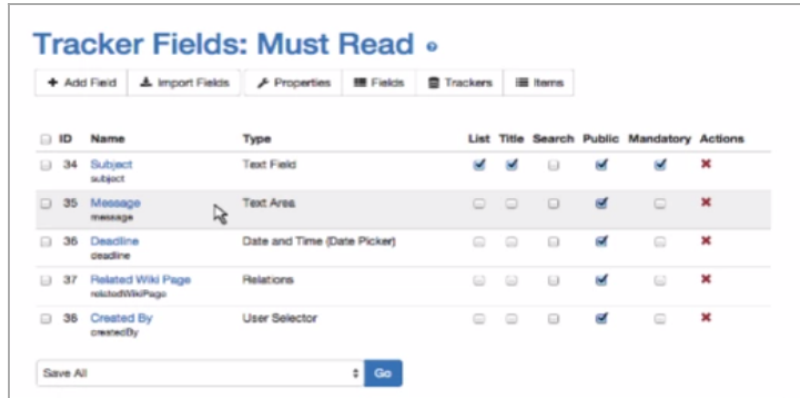 Tracker Fields: Must Read
+ Add Field Import Fields Properties Fields Trackers Items
ID Name Type List Title Search Public Mandatory Actions
34 Subject Text Field
subject
35 Message Text Area
message
36 Deadline Date and Time (Date Picker)
deadline
37 Related Wiki Page Relations
relatedWikiPage
38 Created By User Selector
createdBy
Save All Go